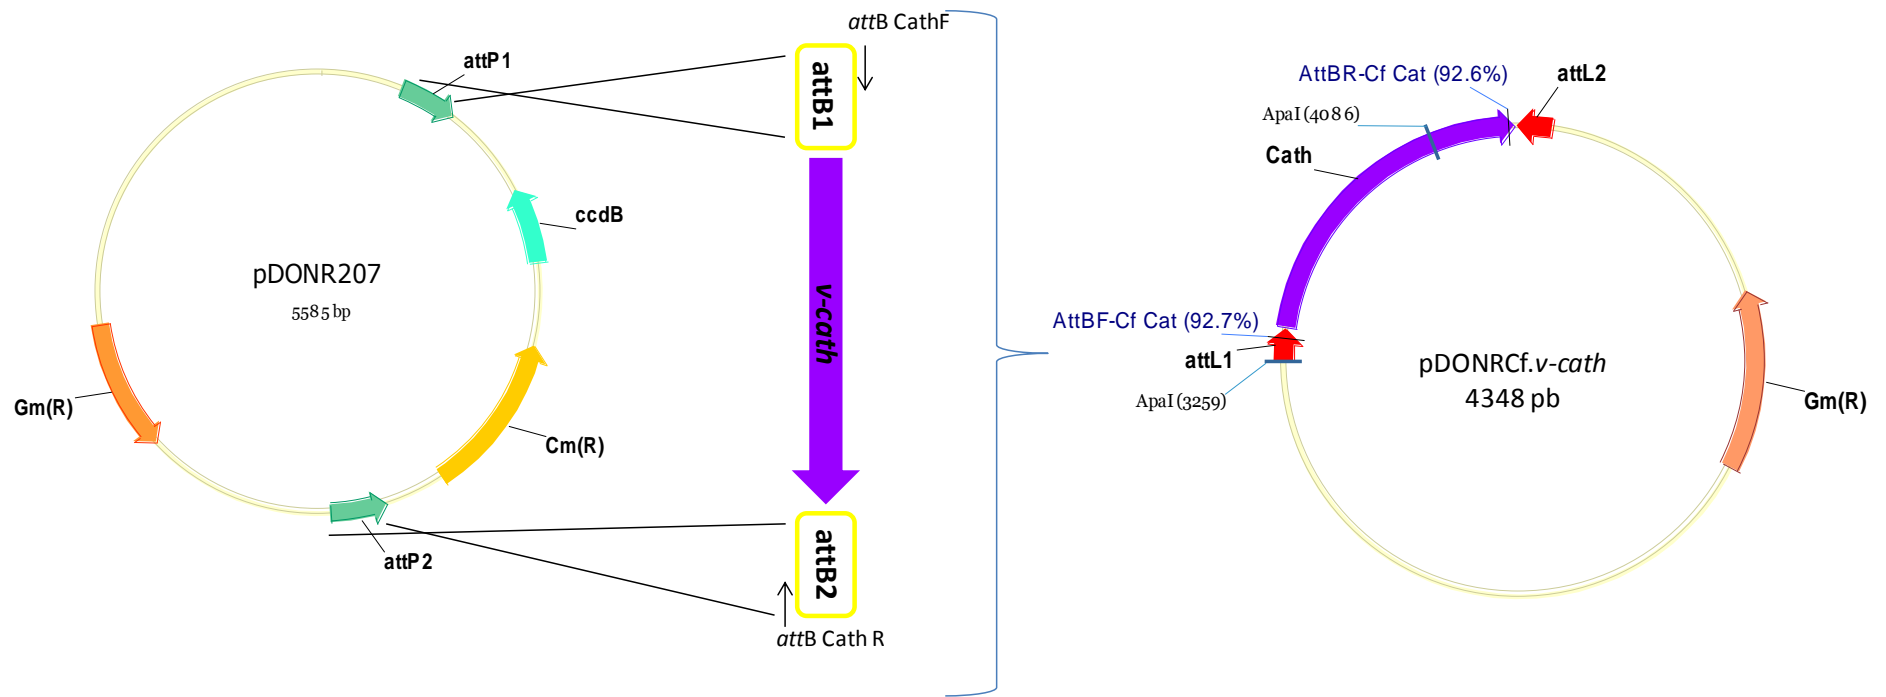 attB CathF
attP1
attB1
ccdB
pDONR207
5585 bp
v-cath
Gm(R)
Cm(R)
attP2
attB2
attB Cath R
AttBR-Cf Cat (92.6%)
attL2
ApaI (4086)
Cath
AttBF-Cf Cat (92.7%)
attL1
ApaI (3259)
pDONRCf.v-cath
4348 pb
Gm(R)